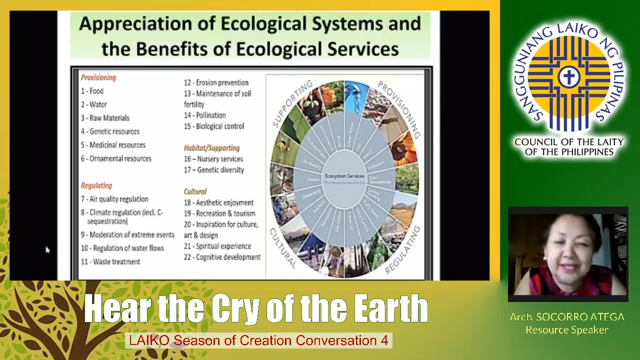 Appreciation of Ecological Systems and
the Benefits of Ecological Services
Provisioning
1 - Food
2 - Water
3 - Raw Materials
4 - Genetic resources
5 - Medicinal resources
6 - Ornamental resources
Regulating
7 - Air quality regulation
8 - Climate regulation (incl. C-
sequestration)
9 - Moderation of extreme events
10 - Regulation of water flows
11 - Waste treatment
12 - Erosion prevention
13 - Maintenance of soil
fertility
14 - Pollination
15 - Biological control
Habitat/Supporting
16 – Nursery services
17 – Genetic diversity
Cultural
18 - Aesthetic enjoyment
19 - Recreation & tourism
20 - Inspiration for culture,
art & design
21 - Spiritual experience
22 - Cognitive development
SUPPORTING
PROVISIONING
Ecosystem Services
CULTURAL
REGULATING
SANGGUNIANG LAIKO NG PILIPINAS
COUNCIL OF THE LAITY
OF THE PHILIPPINES
Arch. SOCORRO ATEGA
Resource Speaker
Hear the Cry of the Earth
LAIKO Season of Creation Conversation 4